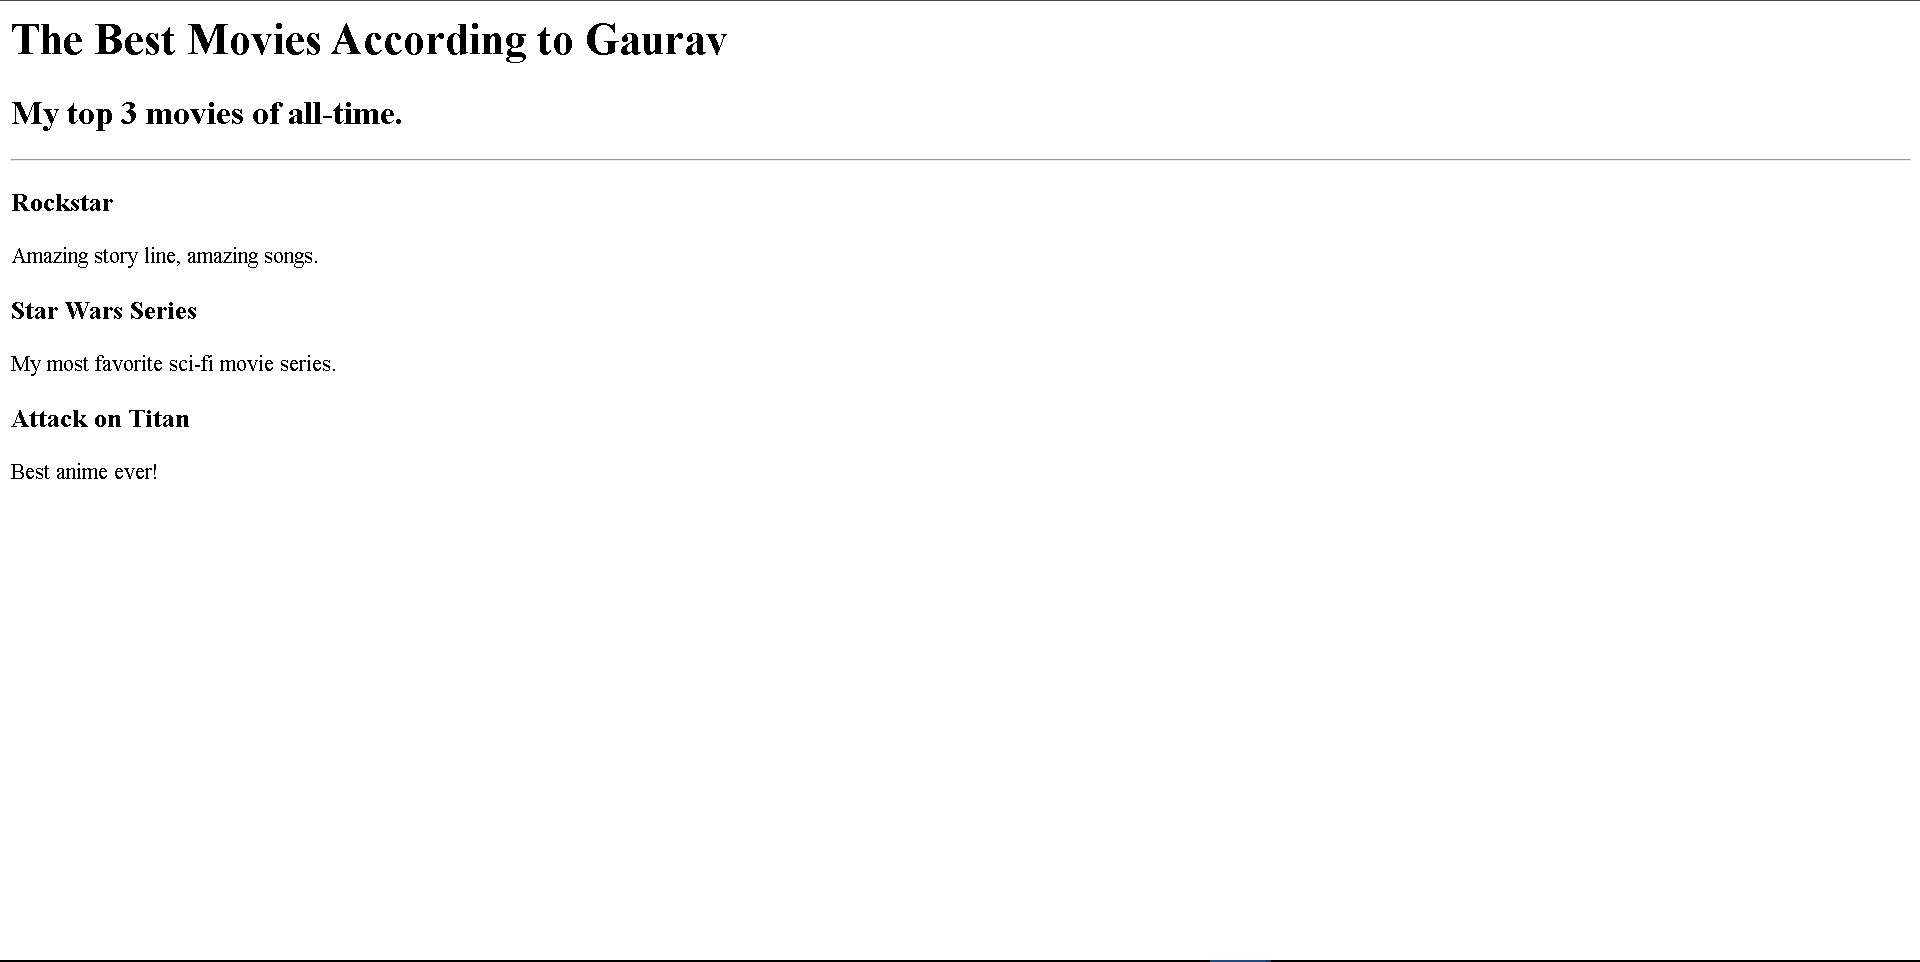 The Best Movies According to Gaurav
My top 3 movies of all-time.
Rockstar
Amazing story line, amazing songs.
Star Wars Series
My most favorite sci-fi movie series.
Attack on Titan
Best anime ever!